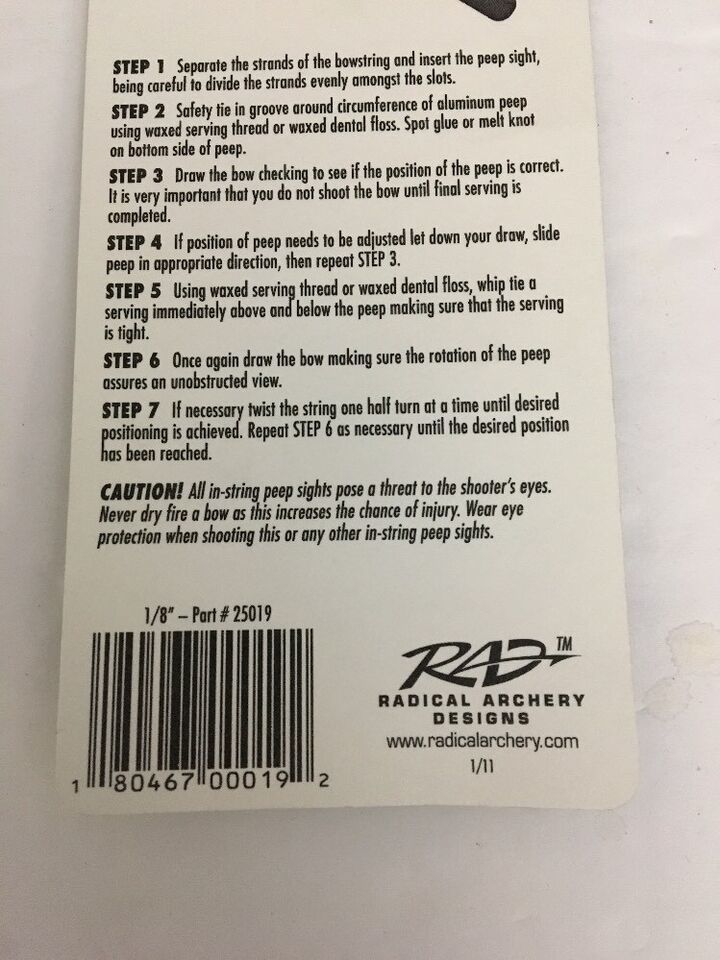 STEP 1 Separate the strands of the bowstring and insert the peep sight,
being careful to divide the strands evenly amongst the slots.
STEP 2 Safety tie in groove around circumference of aluminum peep
using waxed serving thread or waxed dental floss. Spot glue or melt knot
on bottom side of peep.
STEP 3 Draw the bow checking to see if the position of the peep is correct.
It is very important that you do not shoot the bow until final serving is
completed.
STEP 4 If position of peep needs to be adjusted let down your draw, slide
peep in appropriate direction, then repeat STEP 3.
STEP 5 Using waxed serving thread or waxed dental floss, whip tie a
serving immediately above and below the peep making sure that the serving
is tight.
STEP 6 Once again draw the bow making sure the rotation of the peep
assures an unobstructed view.
STEP 7 If necessary twist the string one half turn at a time until desired
positioning is achieved. Repeat STEP 6 as necessary until the desired position
has been reached.
CAUTION! All in-string peep sights pose a threat to the shooter's eyes.
Never dry fire a bow as this increases the chance of injury. Wear eye
protection when shooting this or any other in-string peep sights.
1/8" – Part # 25019
1 80467 00019 2
RAD™
RADICAL ARCHERY
DESIGNS
www.radicalarchery.com
1/11